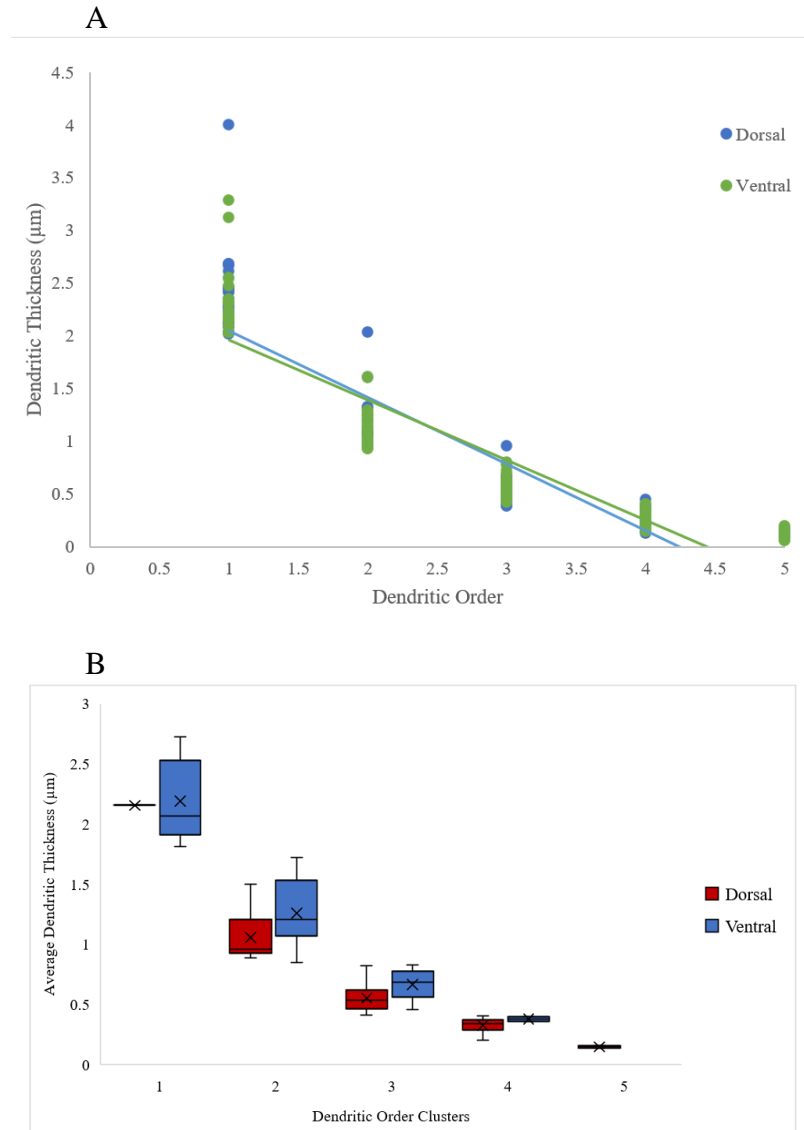 A
4.5
4
3.5
3
2.5
2
1.5
1
0.5
0
Dendritic Thickness (µm)
Dorsal
Ventral
0 0.5 1 1.5 2 2.5 3 3.5 4 4.5 5
Dendritic Order
B
3
2.5
2
1.5
1
0.5
0
Average Dendritic Thickness (µm)
Dorsal
Ventral
1 2 3 4 5
Dendritic Order Clusters